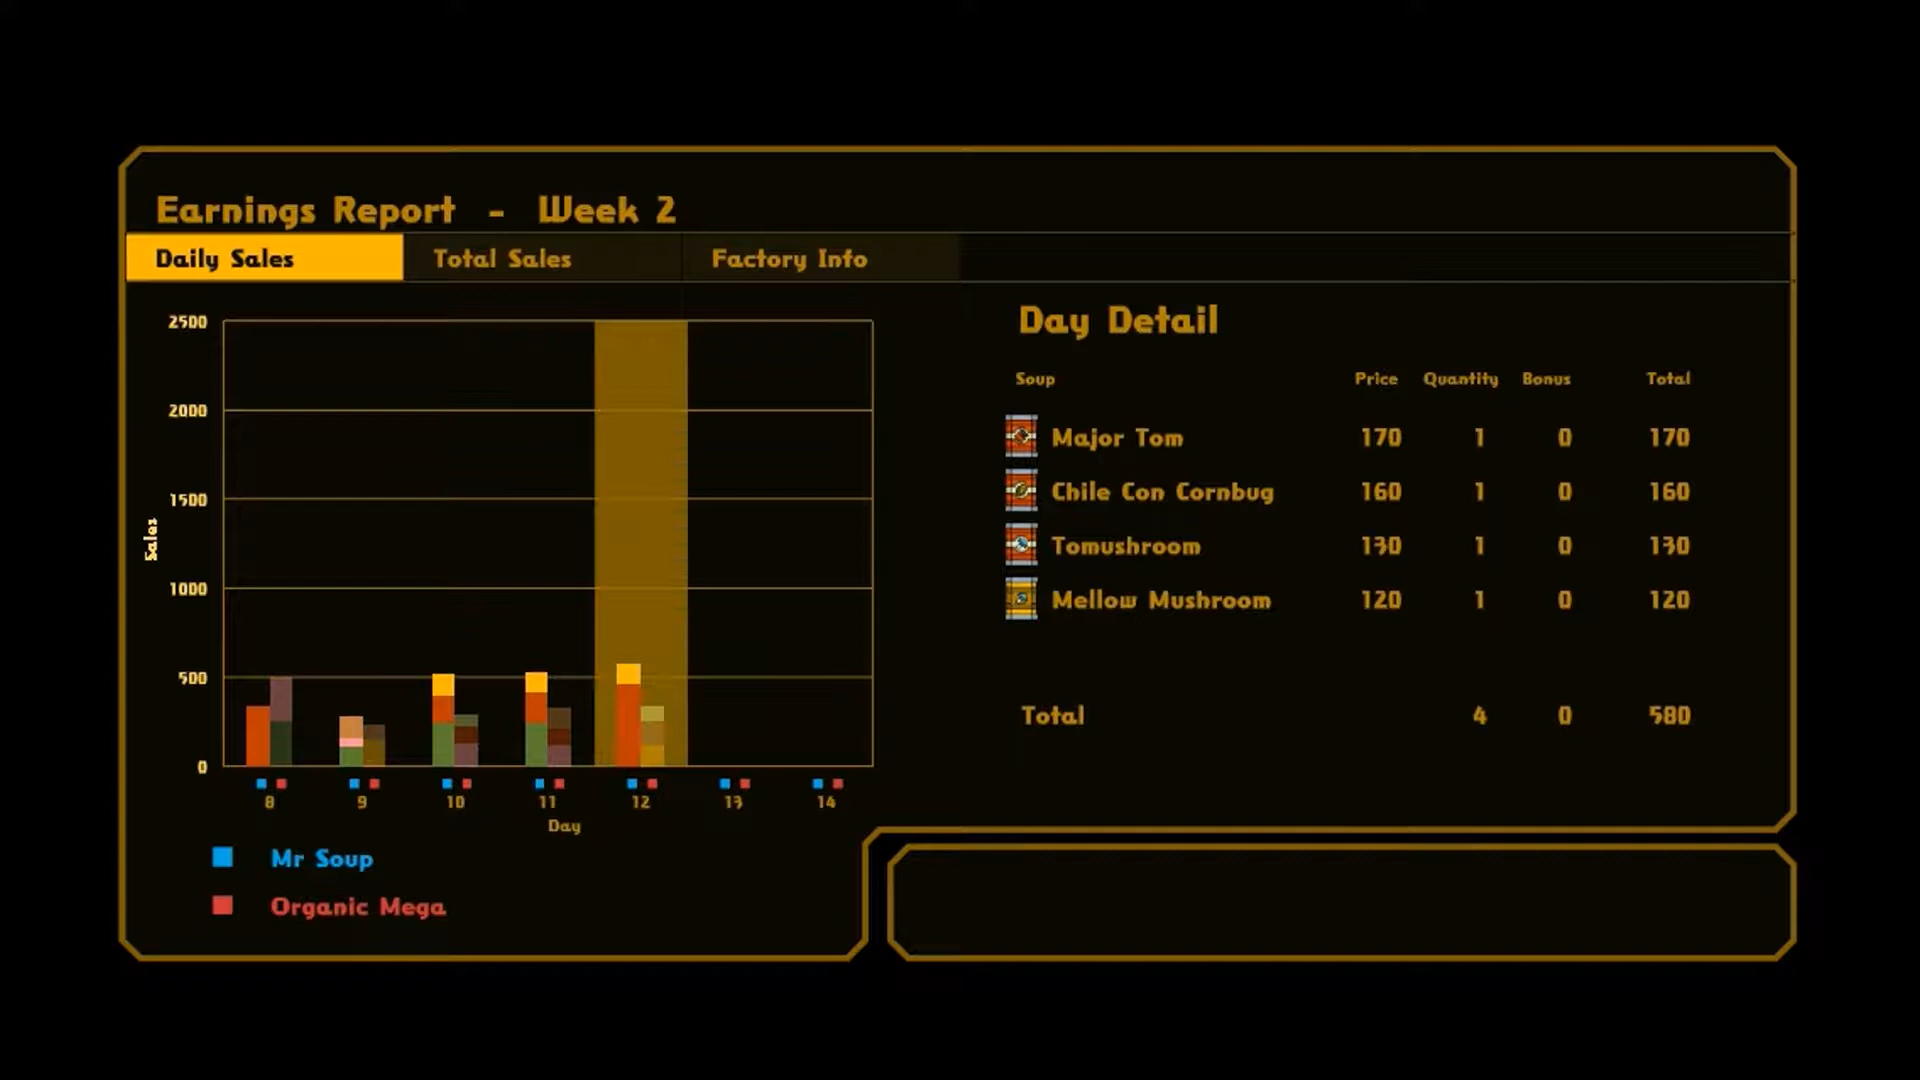 Earnings Report - Week 2
Daily Sales Total Sales Factory Info
2500
2000
1500
1000
500
0
Sales
8 9 10 11 12 13 14
Day
Mr Soup
Organic Mega
Day Detail
Soup Price Quantity Bonus Total
Major Tom 170 1 0 170
Chile Con Cornbug 160 1 0 160
Tomushroom 130 1 0 130
Mellow Mushroom 120 1 0 120
Total 4 0 580